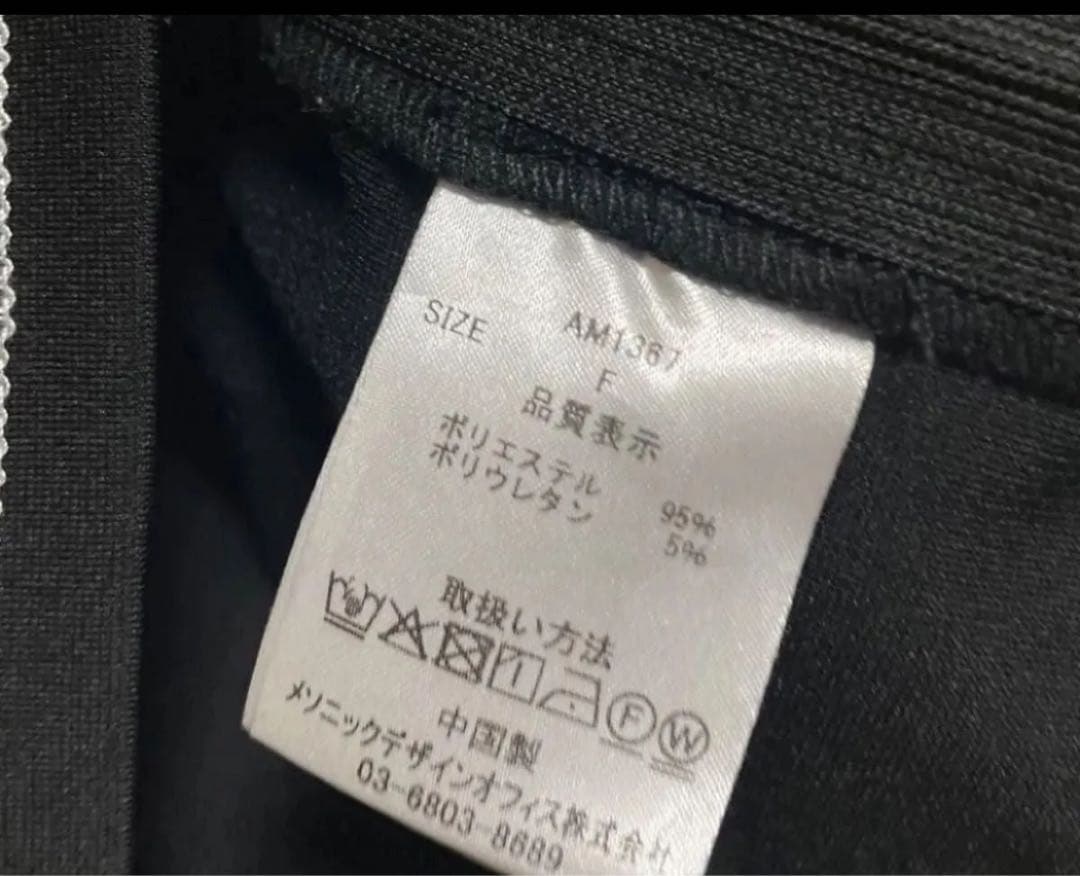 AM1367
SIZE F
品質表示
ポリエステル 95%
ポリウレタン 5%
取扱い方法
F W
中国製
メソニックデザインオフィス株式会社
03-6803-8689